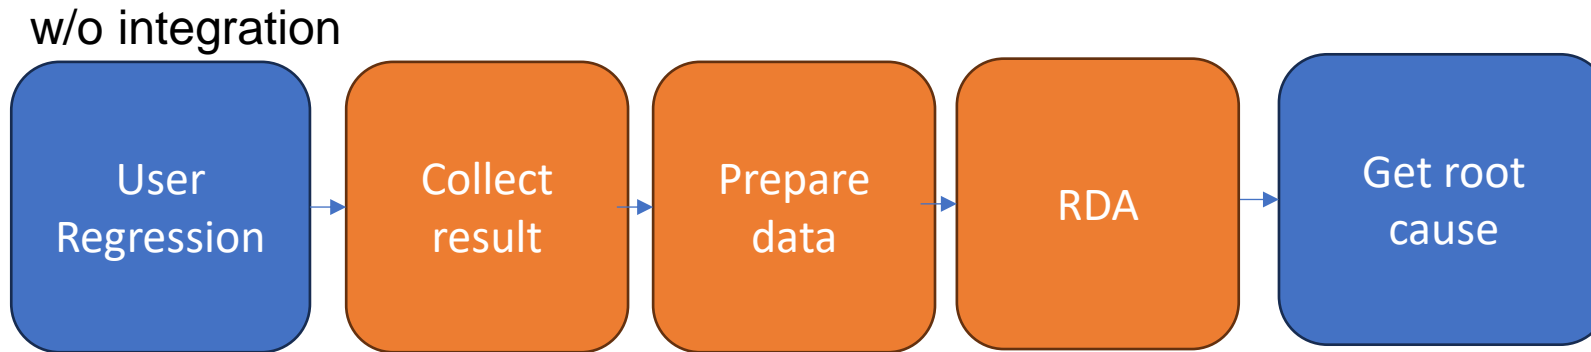 w/o integration
User
Regression
Collect
result
Prepare
data
RDA
Get root
cause